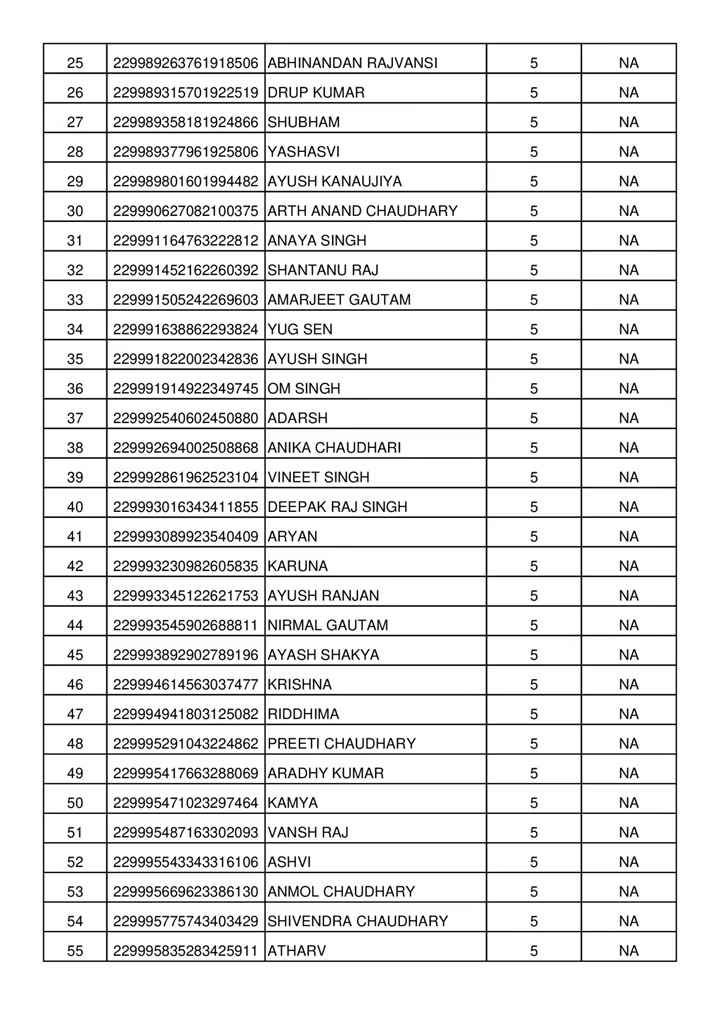 25 229989263761918506 ABHINANDAN RAJVANSI 5 NA
26 229989315701922519 DRUP KUMAR 5 NA
27 229989358181924866 SHUBHAM 5 NA
28 229989377961925806 YASHASVI 5 NA
29 229989801601994482 AYUSH KANAUJIYA 5 NA
30 229990627082100375 ARTH ANAND CHAUDHARY 5 NA
31 229991164763222812 ANAYA SINGH 5 NA
32 229991452162260392 SHANTANU RAJ 5 NA
33 229991505242269603 AMARJEET GAUTAM 5 NA
34 229991638862293824 YUG SEN 5 NA
35 229991822002342836 AYUSH SINGH 5 NA
36 229991914922349745 OM SINGH 5 NA
37 229992540602450880 ADARSH 5 NA
38 229992694002508868 ANIKA CHAUDHARI 5 NA
39 229992861962523104 VINEET SINGH 5 NA
40 229993016343411855 DEEPAK RAJ SINGH 5 NA
41 229993089923540409 ARYAN 5 NA
42 229993230982605835 KARUNA 5 NA
43 229993345122621753 AYUSH RANJAN 5 NA
44 229993545902688811 NIRMAL GAUTAM 5 NA
45 229993892902789196 AYASH SHAKYA 5 NA
46 229994614563037477 KRISHNA 5 NA
47 229994941803125082 RIDDHIMA 5 NA
48 229995291043224862 PREETI CHAUDHARY 5 NA
49 229995417663288069 ARADHY KUMAR 5 NA
50 229995471023297464 KAMYA 5 NA
51 229995487163302093 VANSH RAJ 5 NA
52 229995543343316106 ASHVI 5 NA
53 229995669623386130 ANMOL CHAUDHARY 5 NA
54 229995775743403429 SHIVENDRA CHAUDHARY 5 NA
55 229995835283425911 ATHARV 5 NA